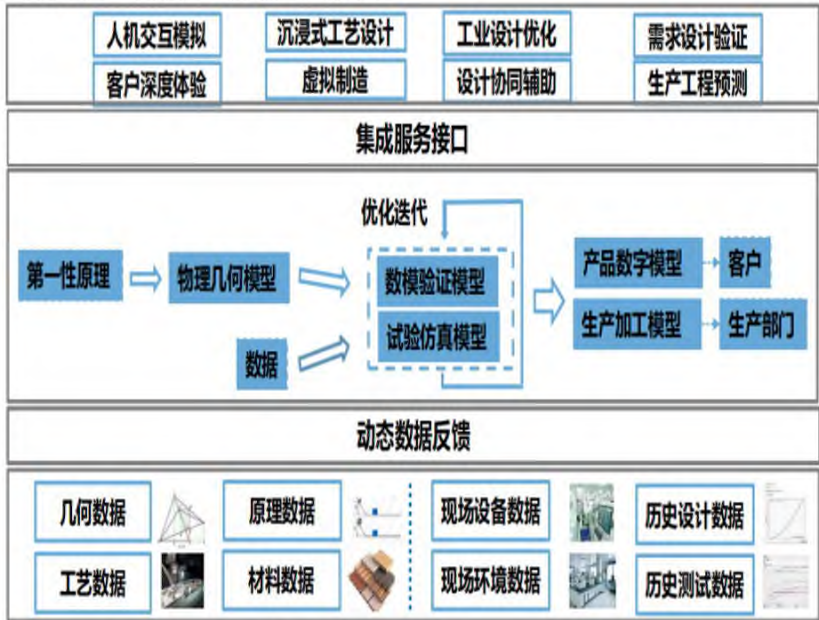 人机交互模拟
沉浸式工艺设计
工业设计优化
需求设计验证
客户深度体验
虚拟制造
设计协同辅助
生产工程预测
集成服务接口
优化迭代
第一性原理
物理几何模型
数模验证模型
产品数字模型
客户
试验仿真模型
生产加工模型
生产部门
数据
动态数据反馈
几何数据
原理数据
现场设备数据
历史设计数据
工艺数据
材料数据
现场环境数据
历史测试数据